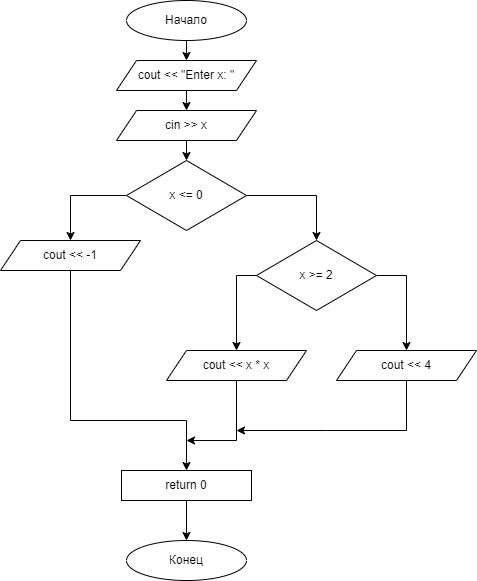 Начало
cout << "Enter x: "
cin >> x
x <= 0
cout << -1
x >= 2
cout << x * x
cout << 4
return 0
Конец